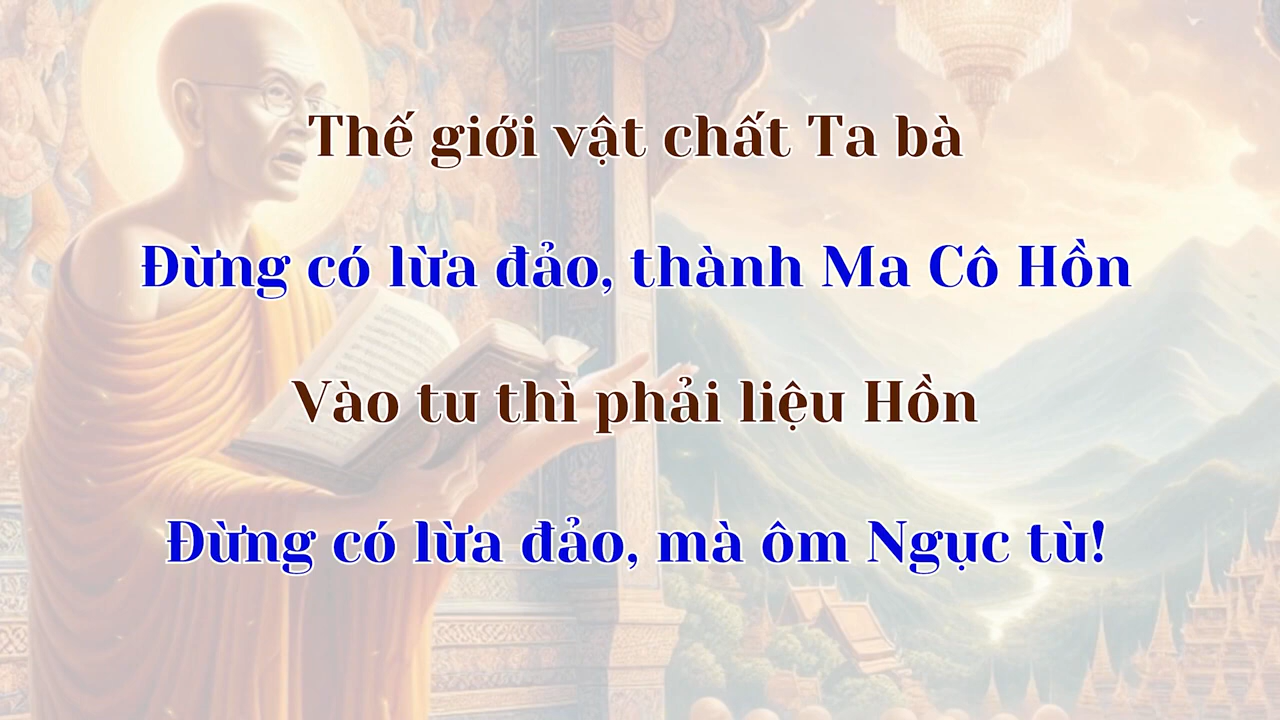 Thế giới vật chất Ta bà
Đừng có lừa đảo, thành Ma Cô Hồn
Vào tu thì phải liệu Hồn
Đừng có lừa đảo, mà ôm Ngục tù!